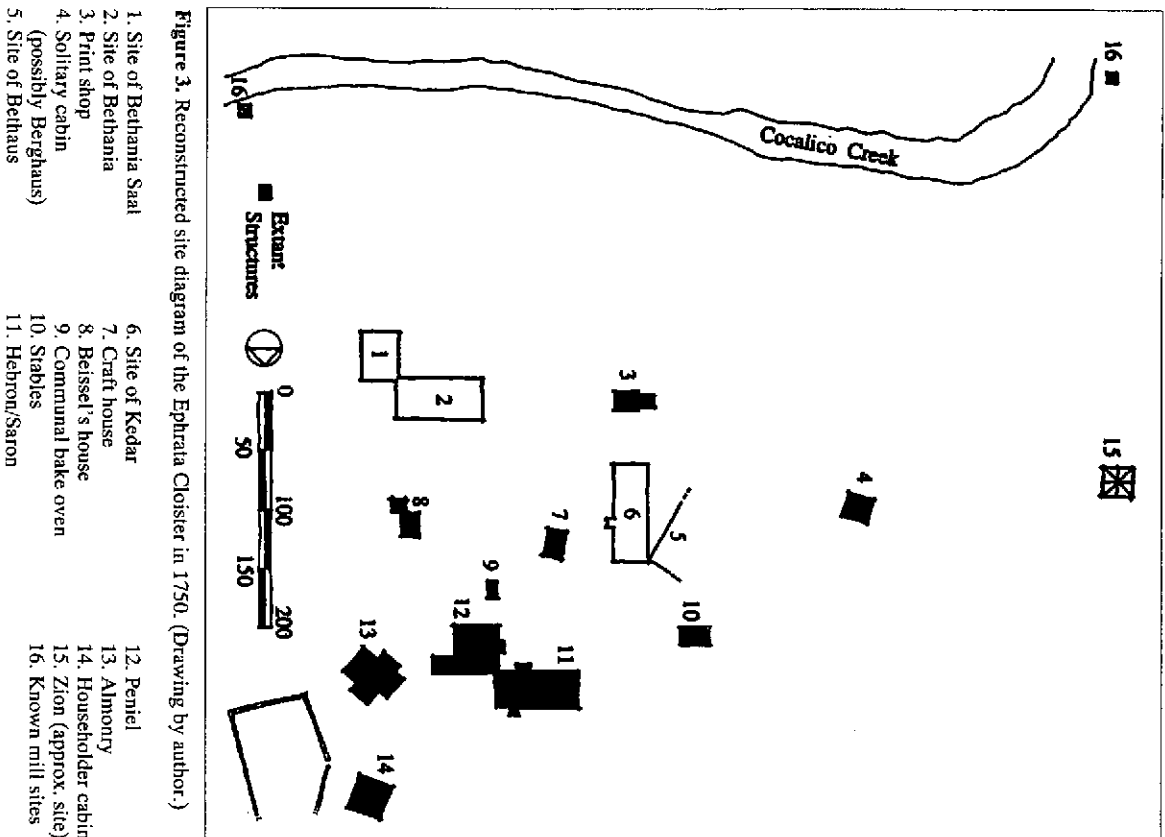 16
Cocalico Creek
16
15
4
3
5
6
7
10
1
2
8
9
12
11
13
14
Extant
Structures
0
50
100
150
200
Figure 3. Reconstructed site diagram of the Ephrata Cloister in 1750. (Drawing by author.)
1. Site of Bethania Saal
2. Site of Bethania
3. Print shop
4. Solitary cabin
(possibly Berghaus)
5. Site of Bethaus
6. Site of Kedar
7. Craft house
8. Beissel's house
9. Communal bake oven
10. Stables
11. Hebron/Saron
12. Peniel
13. Almonry
14. Householder cabin
15. Zion (approx. site)
16. Known mill sites